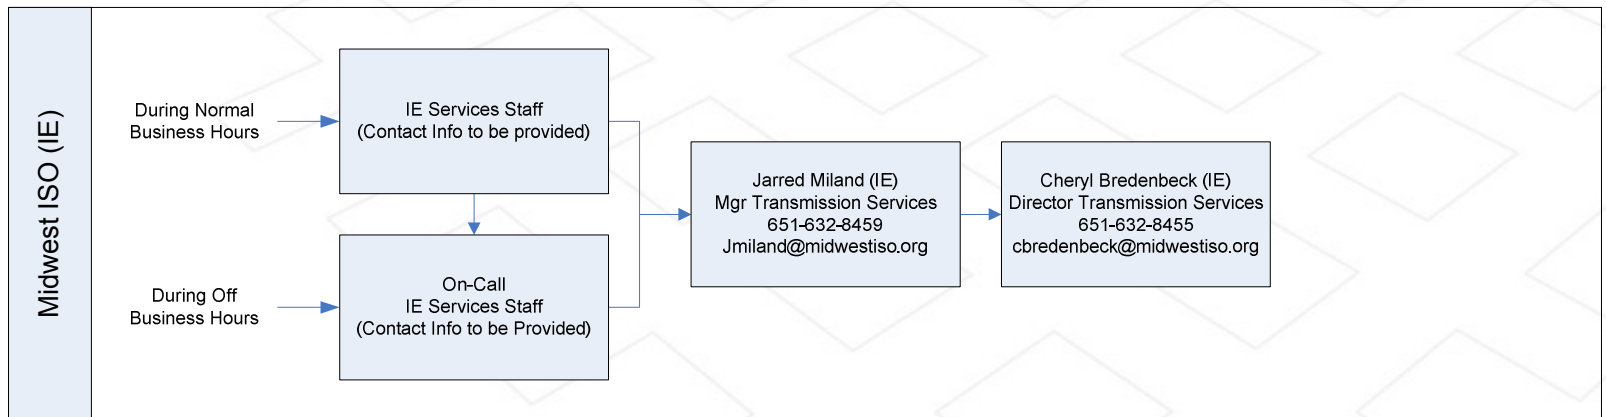 Midwest ISO (IE)
During Normal
Business Hours
IE Services Staff
(Contact Info to be provided)
During Off
Business Hours
On-Call
IE Services Staff
(Contact Info to be Provided)
Jarred Miland (IE)
Mgr Transmission Services
651-632-8459
Jmiland@midwestiso.org
Cheryl Bredenbeck (IE)
Director Transmission Services
651-632-8455
cbredenbeck@midwestiso.org